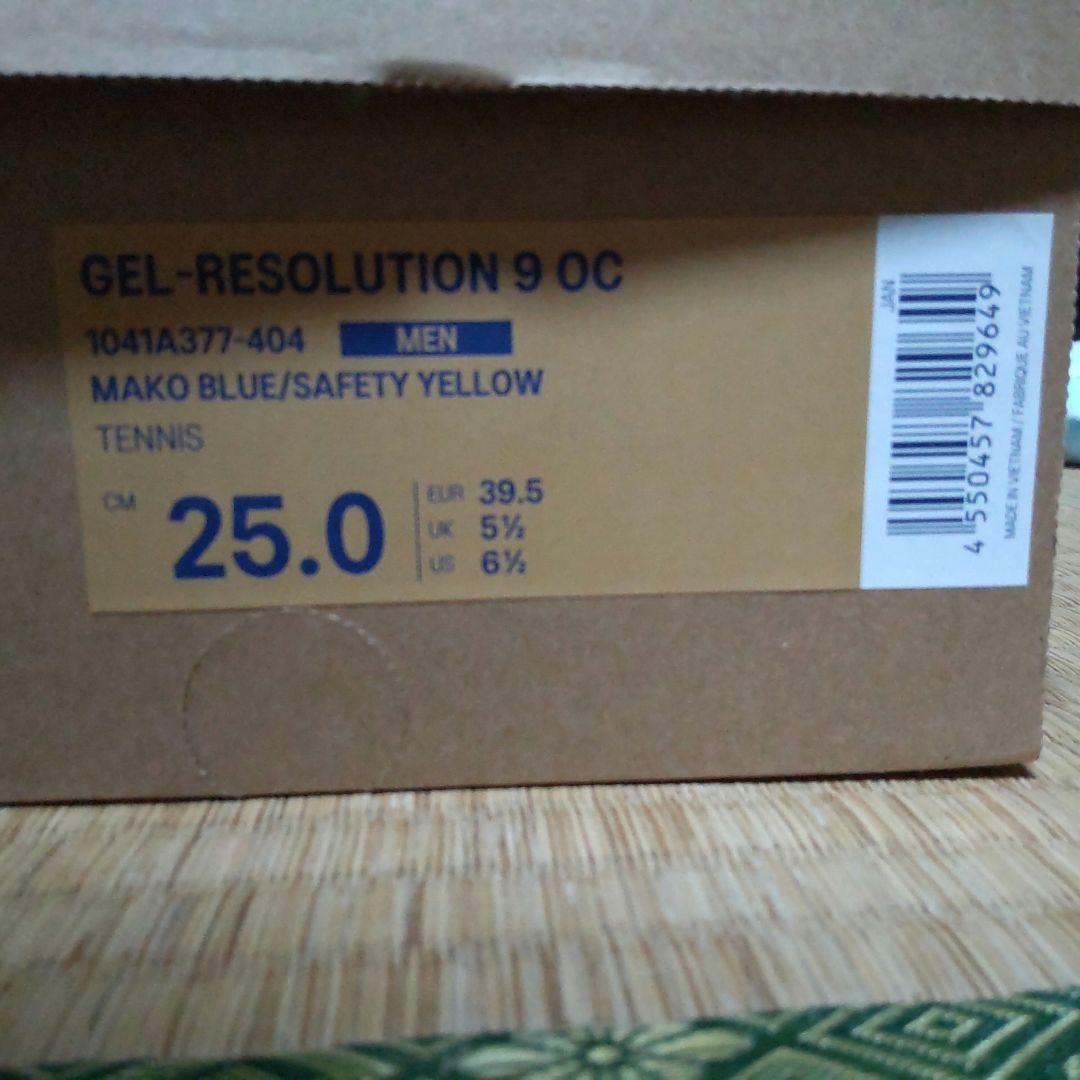 GEL-RESOLUTION 9 OC
1041A377-404 MEN
MAKO BLUE/SAFETY YELLOW
TENNIS
CM 25.0
EUR 39.5
UK 5½
US 6½
JAN
4 550457 829649
MADE IN VIETNAM / FABRIQUE AU VIETNAM